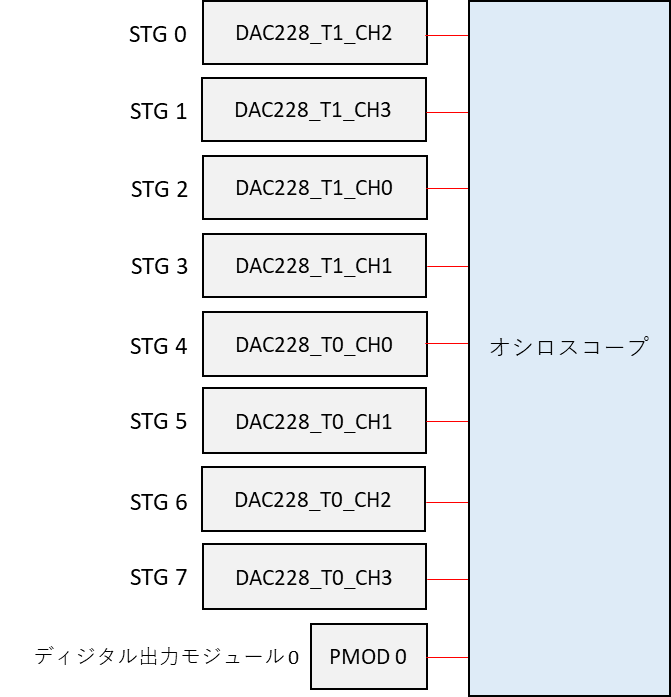 STG 0 DAC228_T1_CH2
STG 1 DAC228_T1_CH3
STG 2 DAC228_T1_CH0
STG 3 DAC228_T1_CH1
STG 4 DAC228_T0_CH0
オシロスコープ
STG 5 DAC228_T0_CH1
STG 6 DAC228_T0_CH2
STG 7 DAC228_T0_CH3
ディジタル出力モジュール0 PMOD 0